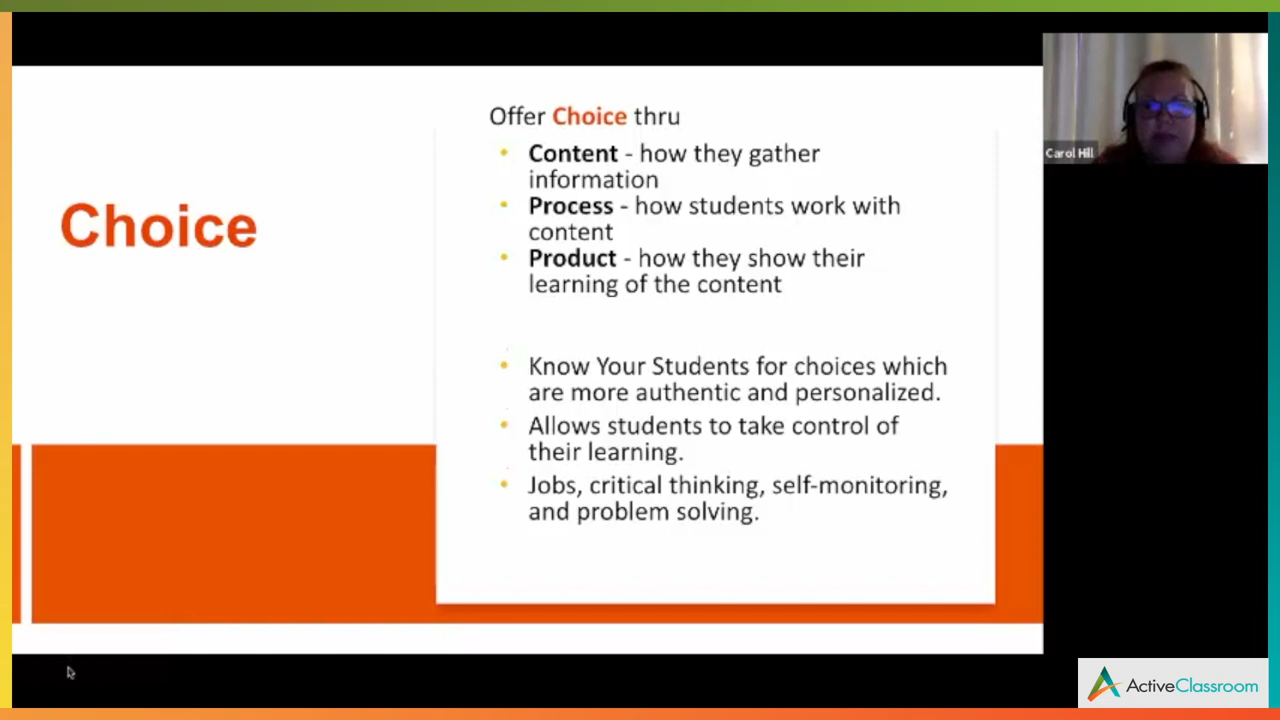 Choice
Offer Choice thru
• Content - how they gather
information
• Process - how students work with
content
• Product - how they show their
learning of the content
• Know Your Students for choices which
are more authentic and personalized.
• Allows students to take control of
their learning.
• Jobs, critical thinking, self-monitoring,
and problem solving.
Carol Hill
ActiveClassroom